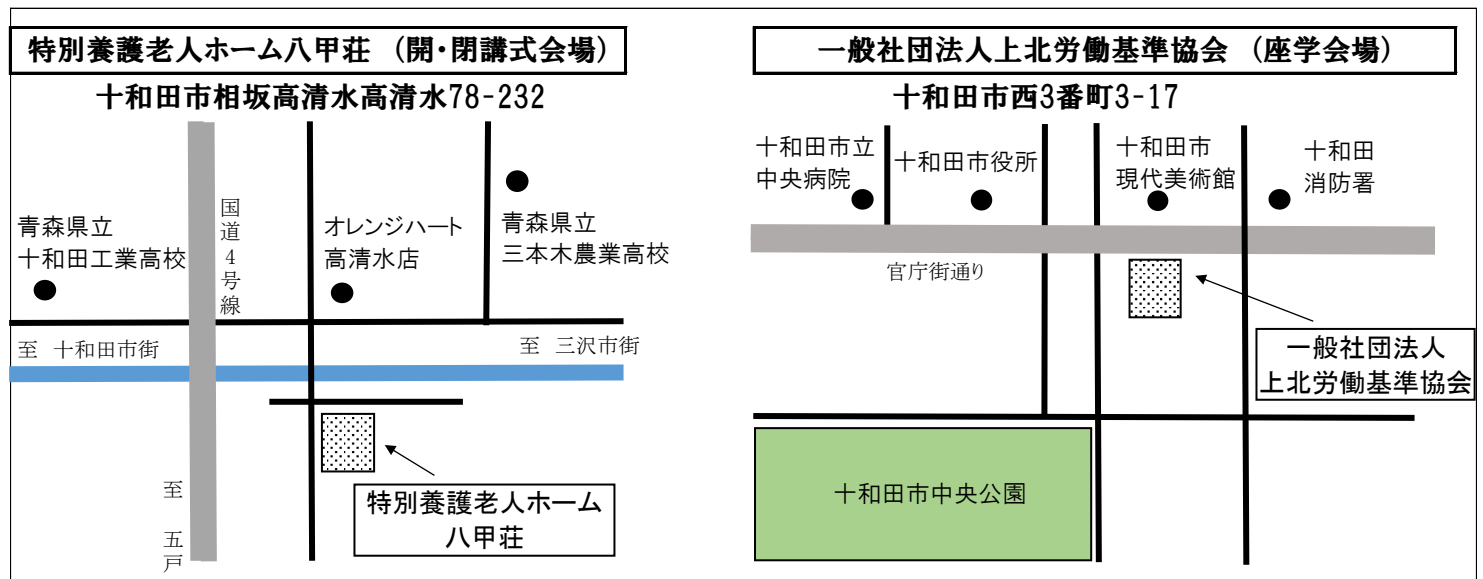 特別養護老人ホーム八甲荘 （開・閉講式会場）
十和田市相坂高清水高清水78-232
青森県立
十和田工業高校
国道4号線
オレンジハート
高清水店
青森県立
三本木農業高校
至 十和田市街
至 三沢市街
特別養護老人ホーム
八甲荘
至 五戸
一般社団法人上北労働基準協会 （座学会場）
十和田市西3番町3-17
十和田市立
中央病院
十和田市役所
十和田市
現代美術館
十和田
消防署
官庁街通り
一般社団法人
上北労働基準協会
十和田市中央公園